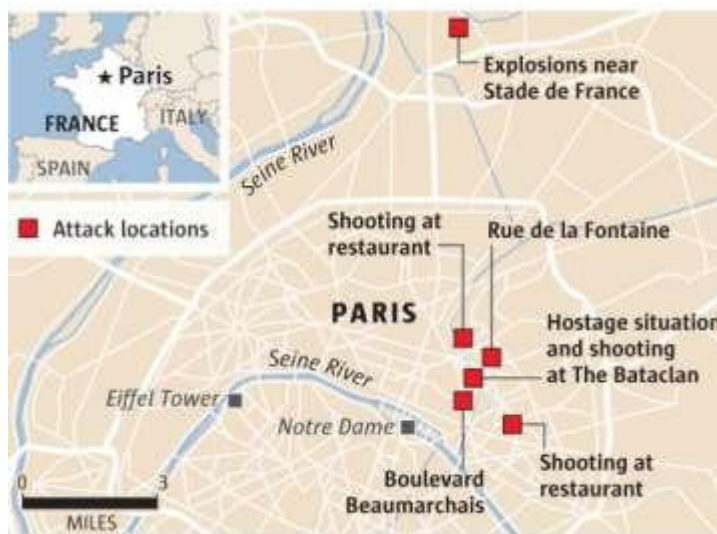 Paris
FRANCE
ITALY
SPAIN
Attack locations
Explosions near
Stade de France
Seine River
Shooting at
restaurant
Rue de la Fontaine
PARIS
Hostage situation
and shooting
at The Bataclan
Seine River
Eiffel Tower
Notre Dame
Boulevard
Beaumarchais
Shooting at
restaurant
0 3
MILES